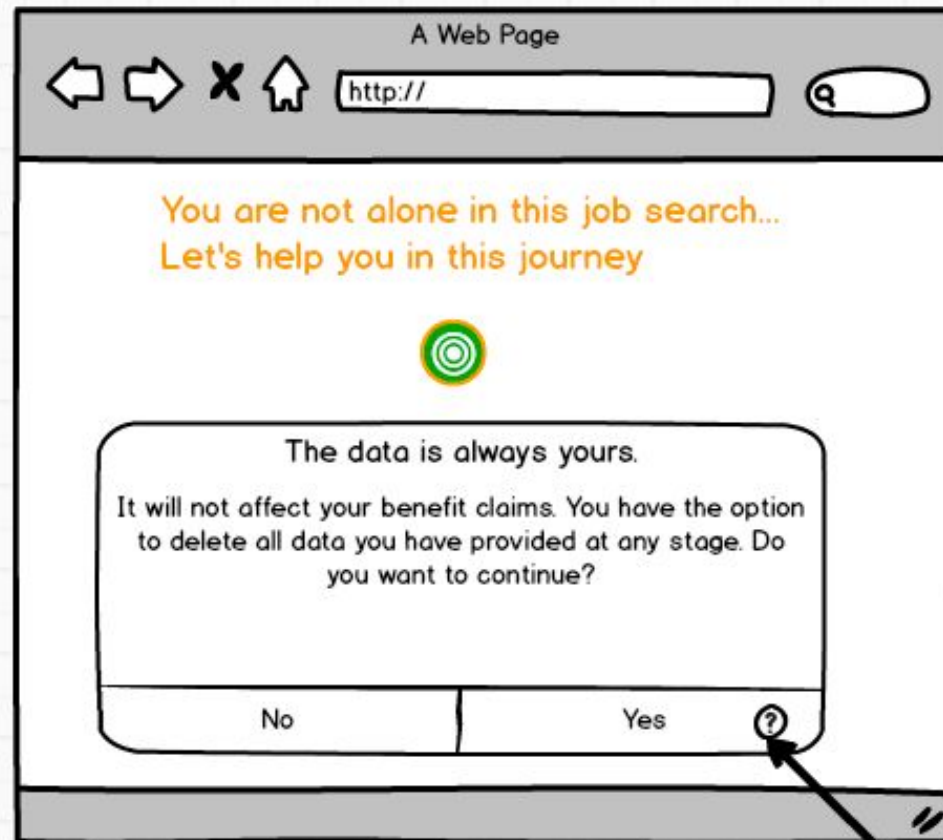 A Web Page
http://
You are not alone in this job search...
Let's help you in this journey
The data is always yours.
It will not affect your benefit claims. You have the option
to delete all data you have provided at any stage. Do
you want to continue?
No
Yes
?